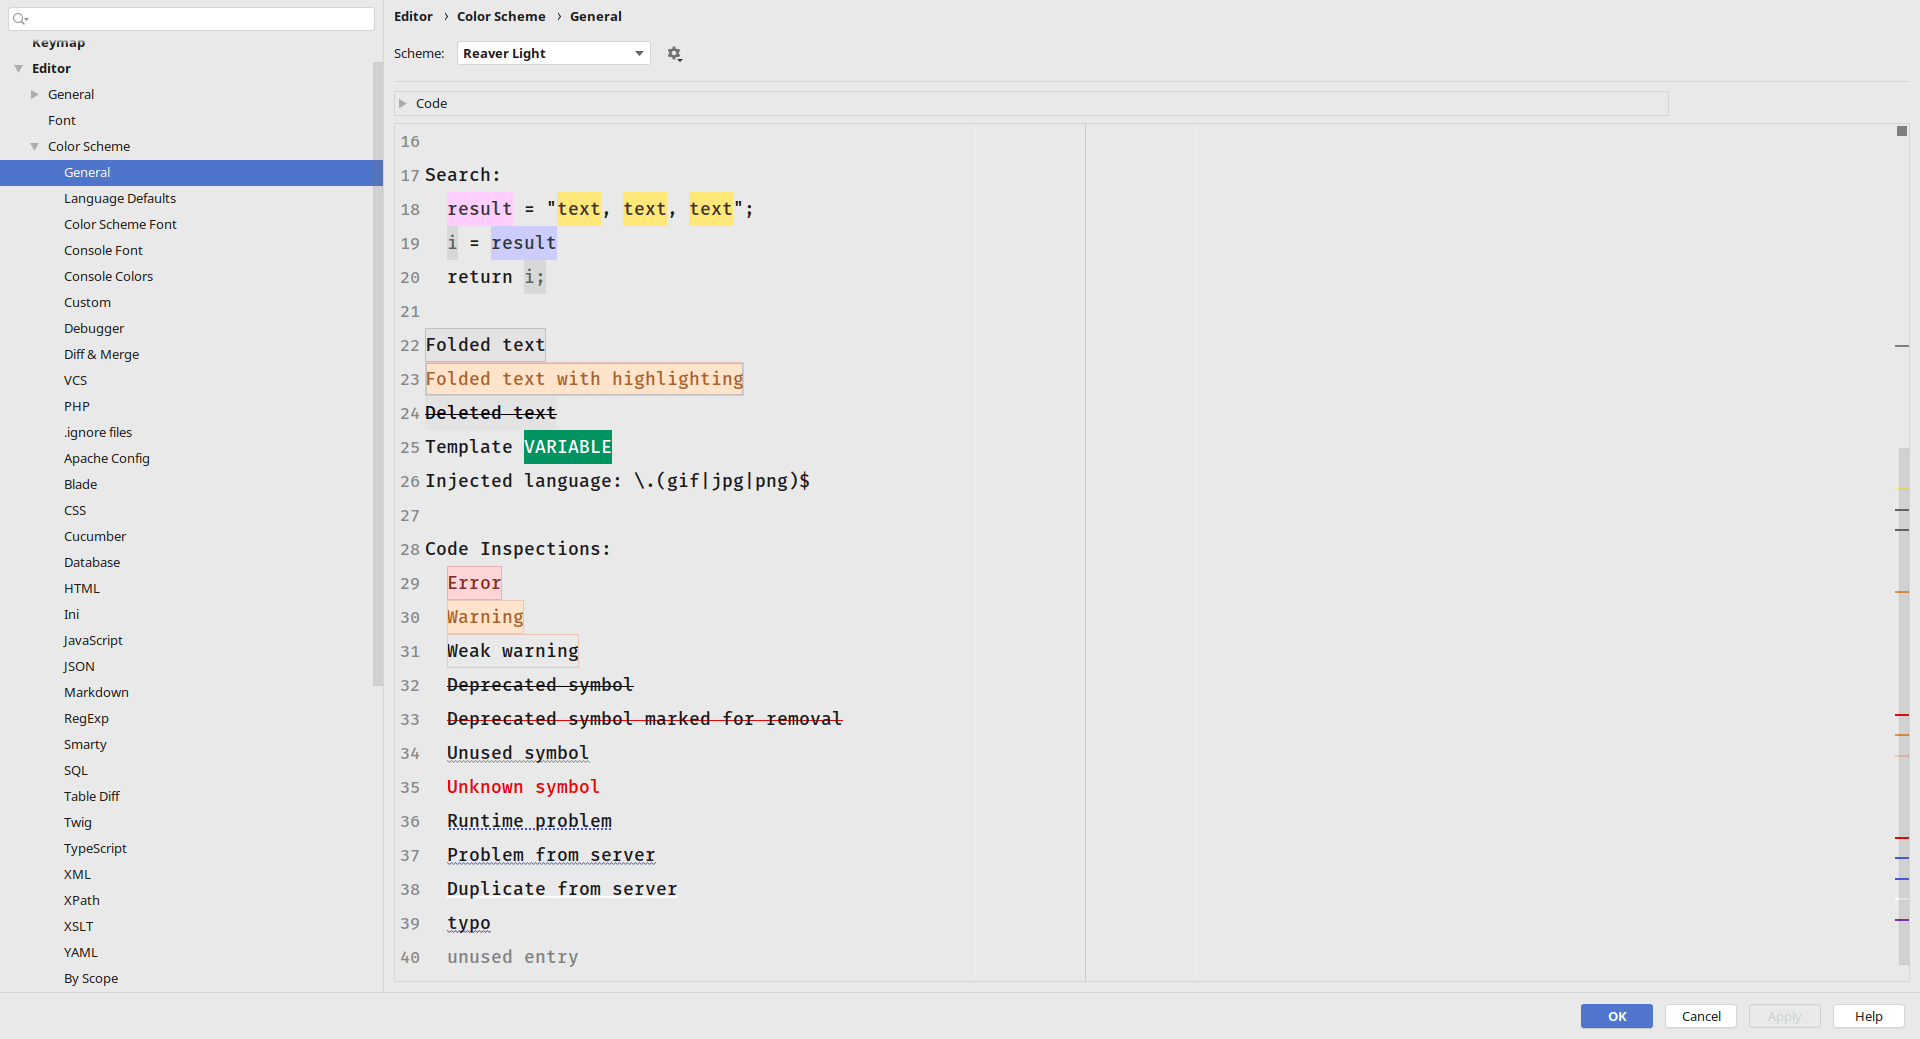 Keymap
Editor
General
Font
Color Scheme
General
Language Defaults
Color Scheme Font
Console Font
Console Colors
Custom
Debugger
Diff & Merge
VCS
PHP
.ignore files
Apache Config
Blade
CSS
Cucumber
Database
HTML
Ini
JavaScript
JSON
Markdown
RegExp
Smarty
SQL
Table Diff
Twig
TypeScript
XML
XPath
XSLT
YAML
By Scope
Editor › Color Scheme › General
Scheme: Reaver Light
Code
16
17 Search:
18 result = "text, text, text";
19 i = result
20 return i;
21
22 Folded text
23 Folded text with highlighting
24 Deleted text
25 Template VARIABLE
26 Injected language: \.(gif|jpg|png)$
27
28 Code Inspections:
29 Error
30 Warning
31 Weak warning
32 Deprecated symbol
33 Deprecated symbol marked for removal
34 Unused symbol
35 Unknown symbol
36 Runtime problem
37 Problem from server
38 Duplicate from server
39 typo
40 unused entry
OK Cancel Apply Help